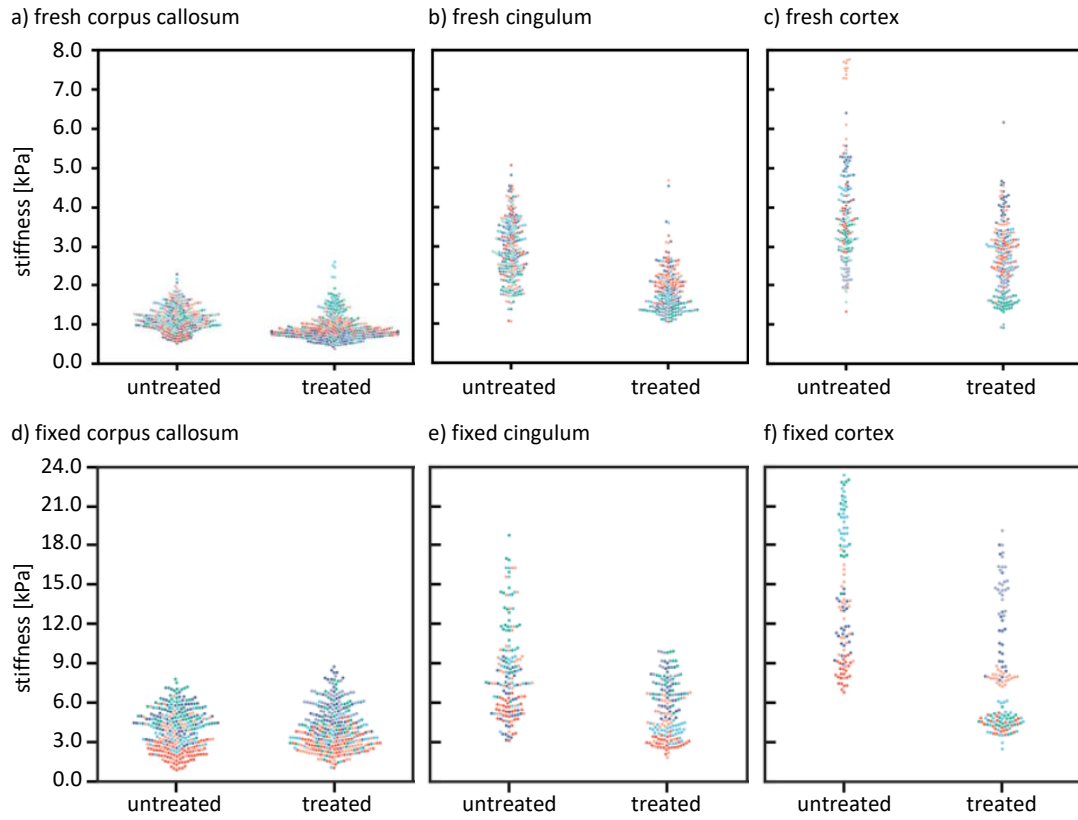 a) fresh corpus callosum
b) fresh cingulum
c) fresh cortex
stiffness [kPa]
8.0
7.0
6.0
5.0
4.0
3.0
2.0
1.0
0.0
untreated treated untreated treated untreated treated
d) fixed corpus callosum
e) fixed cingulum
f) fixed cortex
stiffness [kPa]
24.0
21.0
18.0
15.0
12.0
9.0
6.0
3.0
0.0
untreated treated untreated treated untreated treated